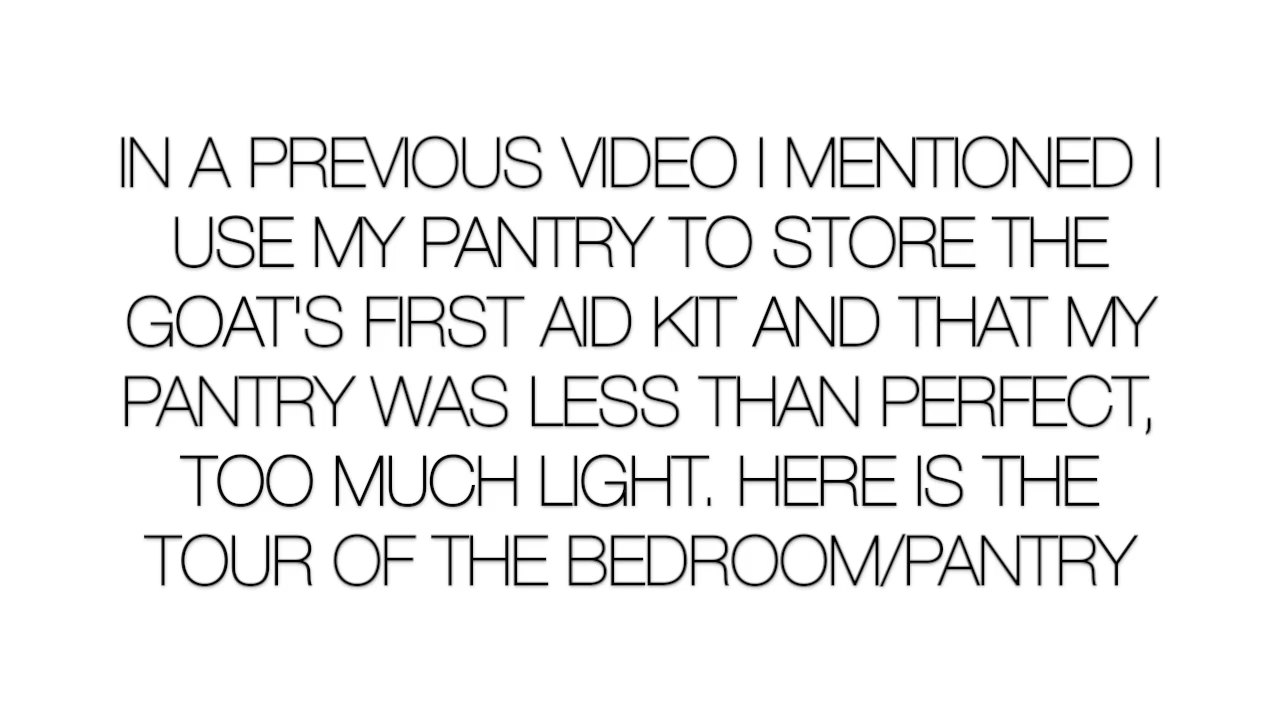 IN A PREVIOUS VIDEO I MENTIONED I
USE MY PANTRY TO STORE THE
GOAT'S FIRST AID KIT AND THAT MY
PANTRY WAS LESS THAN PERFECT,
TOO MUCH LIGHT. HERE IS THE
TOUR OF THE BEDROOM/PANTRY